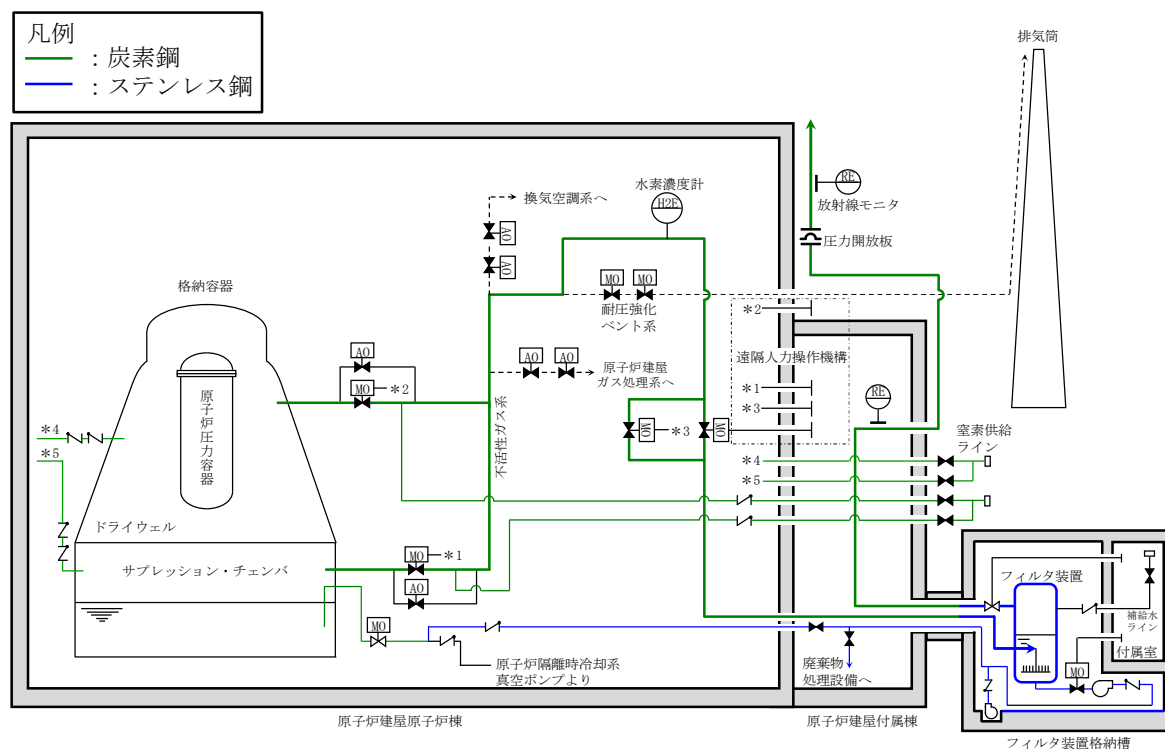 凡例
：炭素鋼
：ステンレス鋼
排気筒
水素濃度計
H2E
RE
放射線モニタ
圧力開放板
換気空調系へ
AO
AO
格納容器
MO
MO
耐圧強化
ベント系
＊2
遠隔人力操作機構
AO
AO
AO
原子炉建屋
ガス処理系へ
MO
＊2
＊1
RE
原子炉圧力容器
不活性ガス系
＊3
MO
＊3
MO
＊4
＊5
窒素供給
ライン
＊4
＊5
ドライウェル
サプレッション・チェンバ
MO
＊1
AO
フィルタ装置
補給水
ライン
付属室
MO
MO
原子炉隔離時冷却系
真空ポンプより
廃棄物
処理設備へ
原子炉建屋原子炉棟
原子炉建屋付属棟
フィルタ装置格納槽